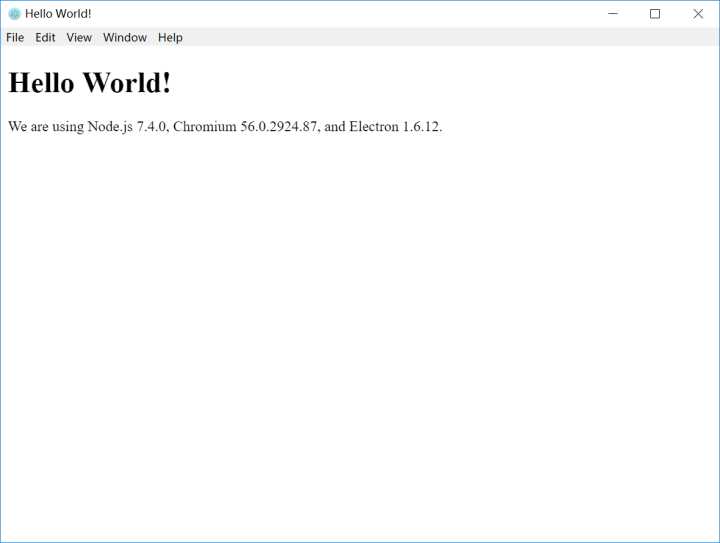 Hello World!
File Edit View Window Help
Hello World!
We are using Node.js 7.4.0, Chromium 56.0.2924.87, and Electron 1.6.12.